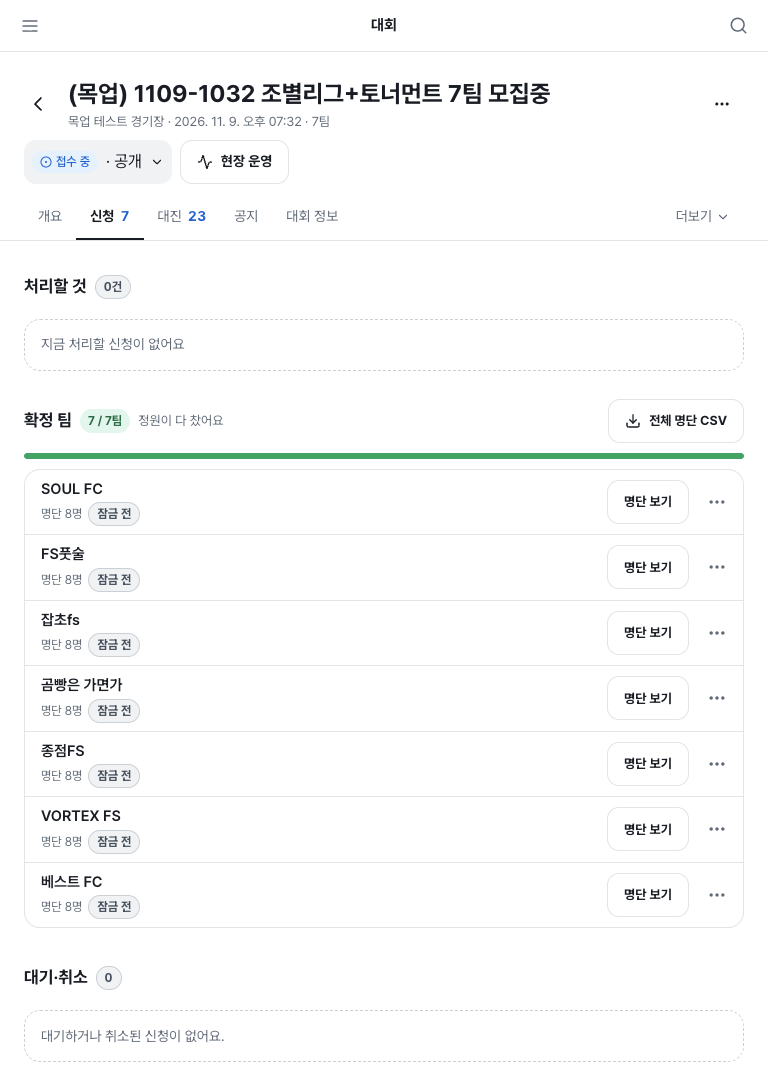 대회
(목업) 1109-1032 조별리그+토너먼트 7팀 모집중
목업 테스트 경기장 · 2026. 11. 9. 오후 07:32 · 7팀
접수 중 · 공개 현장 운영
개요 신청 7 대진 23 공지 대회 정보 더보기
처리할 것 0건
지금 처리할 신청이 없어요
확정 팀 7 / 7팀 정원이 다 찼어요 전체 명단 CSV
SOUL FC
명단 8명 잠금 전 명단 보기
FS풋술
명단 8명 잠금 전 명단 보기
잡초fs
명단 8명 잠금 전 명단 보기
곰빵은 가면가
명단 8명 잠금 전 명단 보기
종점FS
명단 8명 잠금 전 명단 보기
VORTEX FS
명단 8명 잠금 전 명단 보기
베스트 FC
명단 8명 잠금 전 명단 보기
대기·취소 0
대기하거나 취소된 신청이 없어요.